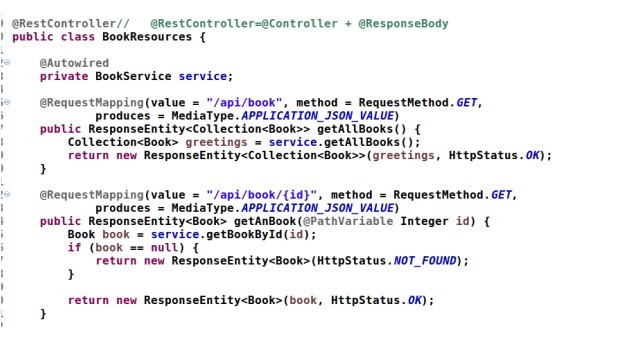 @RestController//   @RestController=@Controller + @ResponseBody
public class BookResources {
@Autowired
private BookService service;
@RequestMapping(value = "/api/book", method = RequestMethod.GET,
produces = MediaType.APPLICATION_JSON_VALUE)
public ResponseEntity<Collection<Book>> getAllBooks() {
Collection<Book> greetings = service.getAllBooks();
return new ResponseEntity<Collection<Book>>(greetings, HttpStatus.OK);
}
@RequestMapping(value = "/api/book/{id}", method = RequestMethod.GET,
produces = MediaType.APPLICATION_JSON_VALUE)
public ResponseEntity<Book> getAnBook(@PathVariable Integer id) {
Book book = service.getBookById(id);
if (book == null) {
return new ResponseEntity<Book>(HttpStatus.NOT_FOUND);
}
return new ResponseEntity<Book>(book, HttpStatus.OK);
}